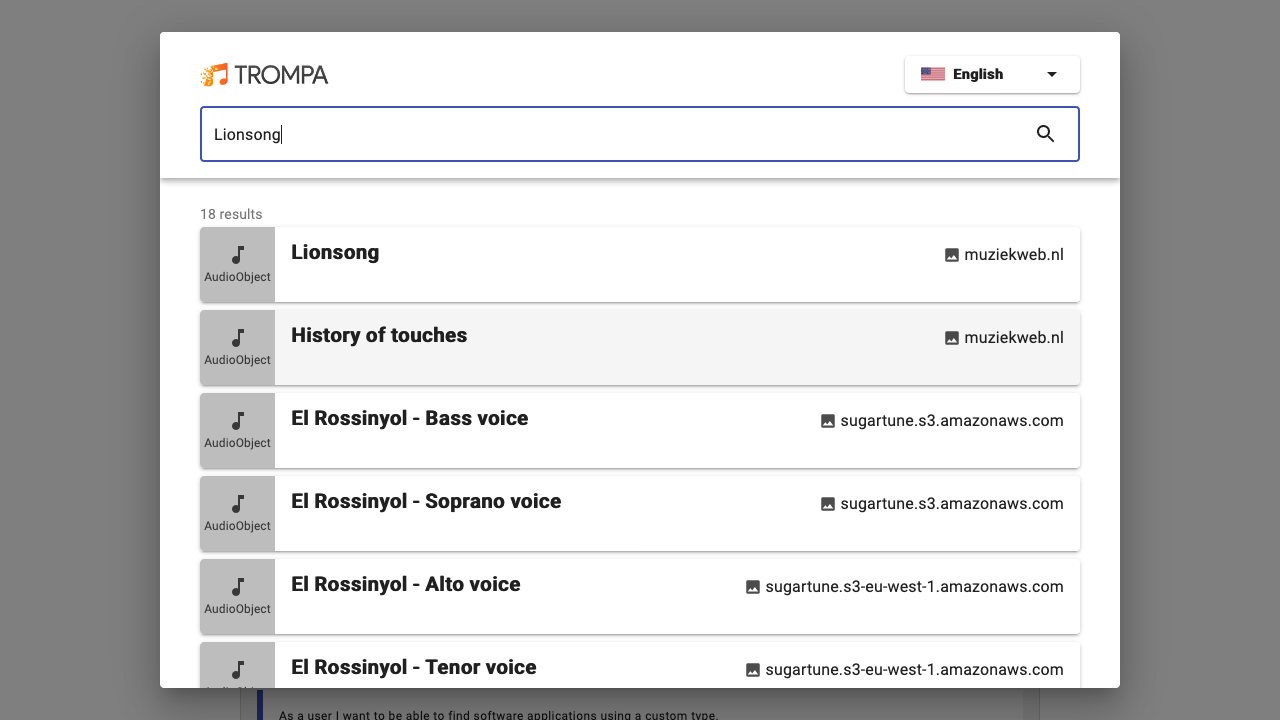 TROMPA
English
Lionsong
18 results
AudioObject
Lionsong
muziekweb.nl
AudioObject
History of touches
muziekweb.nl
AudioObject
El Rossinyol - Bass voice
sugartune.s3.amazonaws.com
AudioObject
El Rossinyol - Soprano voice
sugartune.s3.amazonaws.com
AudioObject
El Rossinyol - Alto voice
sugartune.s3-eu-west-1.amazonaws.com
El Rossinyol - Tenor voice
sugartune.s3-eu-west-1.amazonaws.com
As a user I want to be able to find software applications using a custom type.